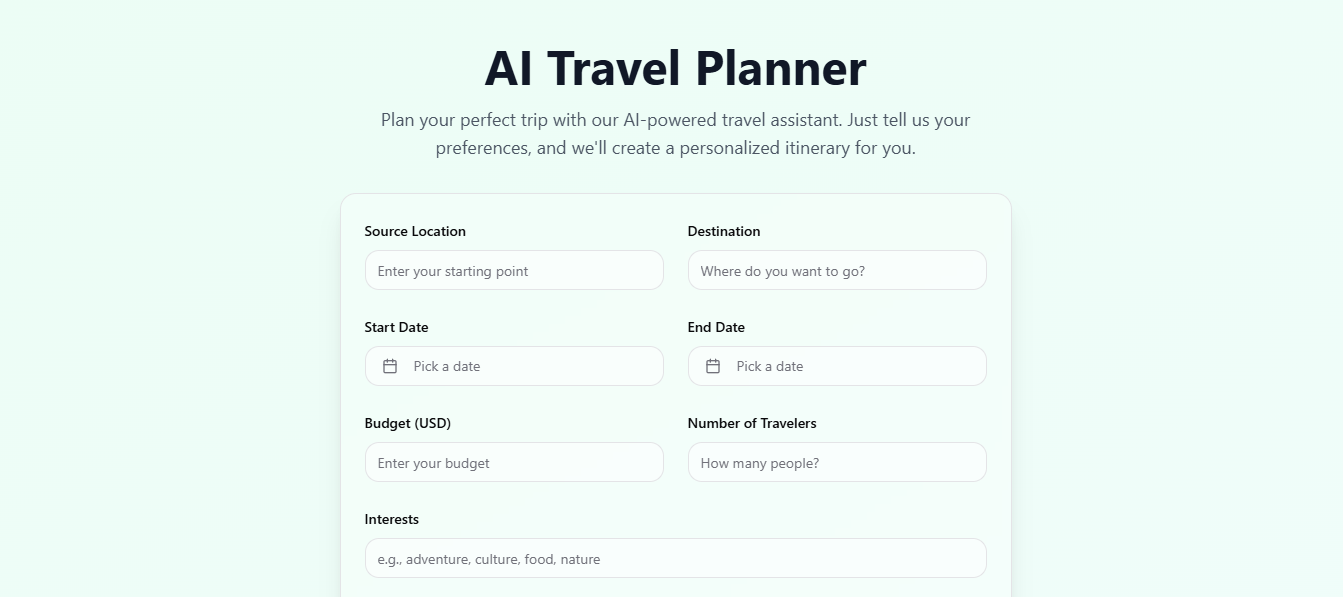 AI Travel Planner
Plan your perfect trip with our AI-powered travel assistant. Just tell us your
preferences, and we'll create a personalized itinerary for you.
Source Location
Destination
Enter your starting point
Where do you want to go?
Start Date
End Date
Pick a date
Pick a date
Budget (USD)
Number of Travelers
Enter your budget
How many people?
Interests
e.g., adventure, culture, food, nature